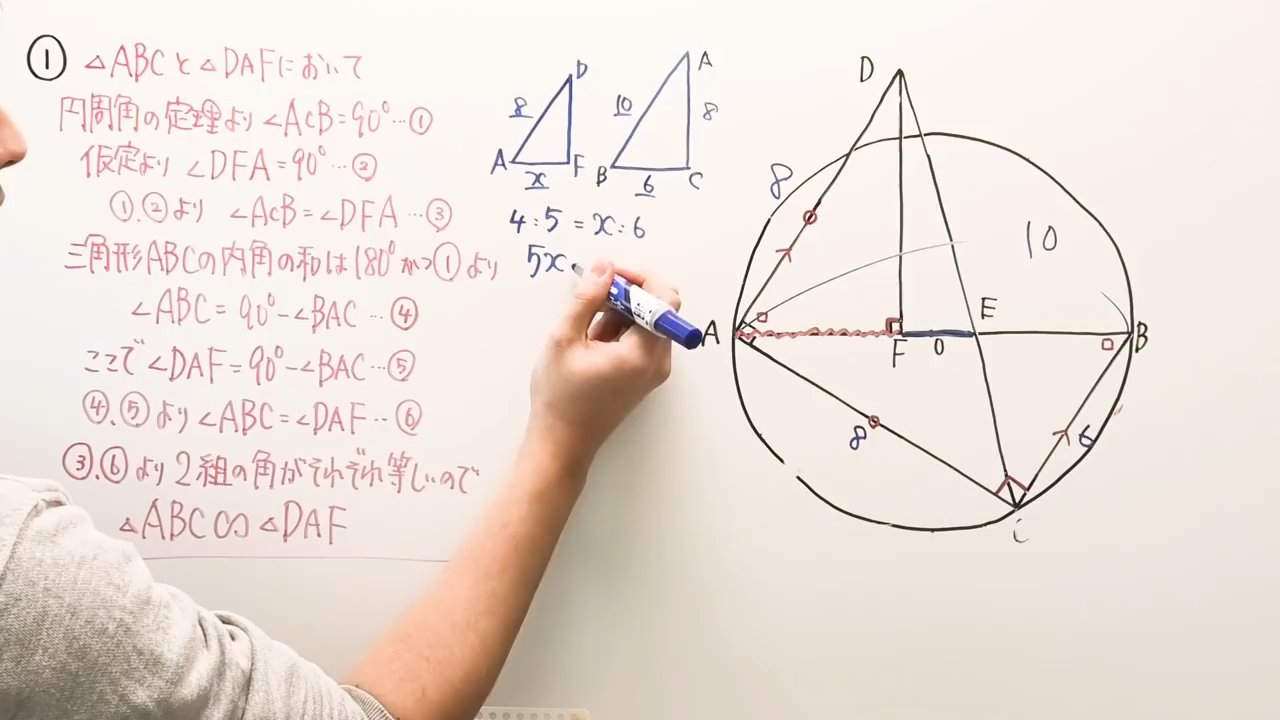 ① △ABCと△DAFにおいて
円周角の定理より ∠ACB=90°…①
仮定より ∠DFA=90°…②
①.②より ∠ACB=∠DFA…③
三角形ABCの内角の和は180°かつ①より
∠ABC=90°-∠BAC…④
ここで ∠DAF=90°-∠BAC…⑤
④.⑤より ∠ABC=∠DAF…⑥
③.⑥より 2組の角がそれぞれ等しいので
△ABC∽△DAF
D
8
A
F
x
A
10
8
B
C
6
4:5=x:6
5x
D
8
10
A
E
B
F
O
8
6
C